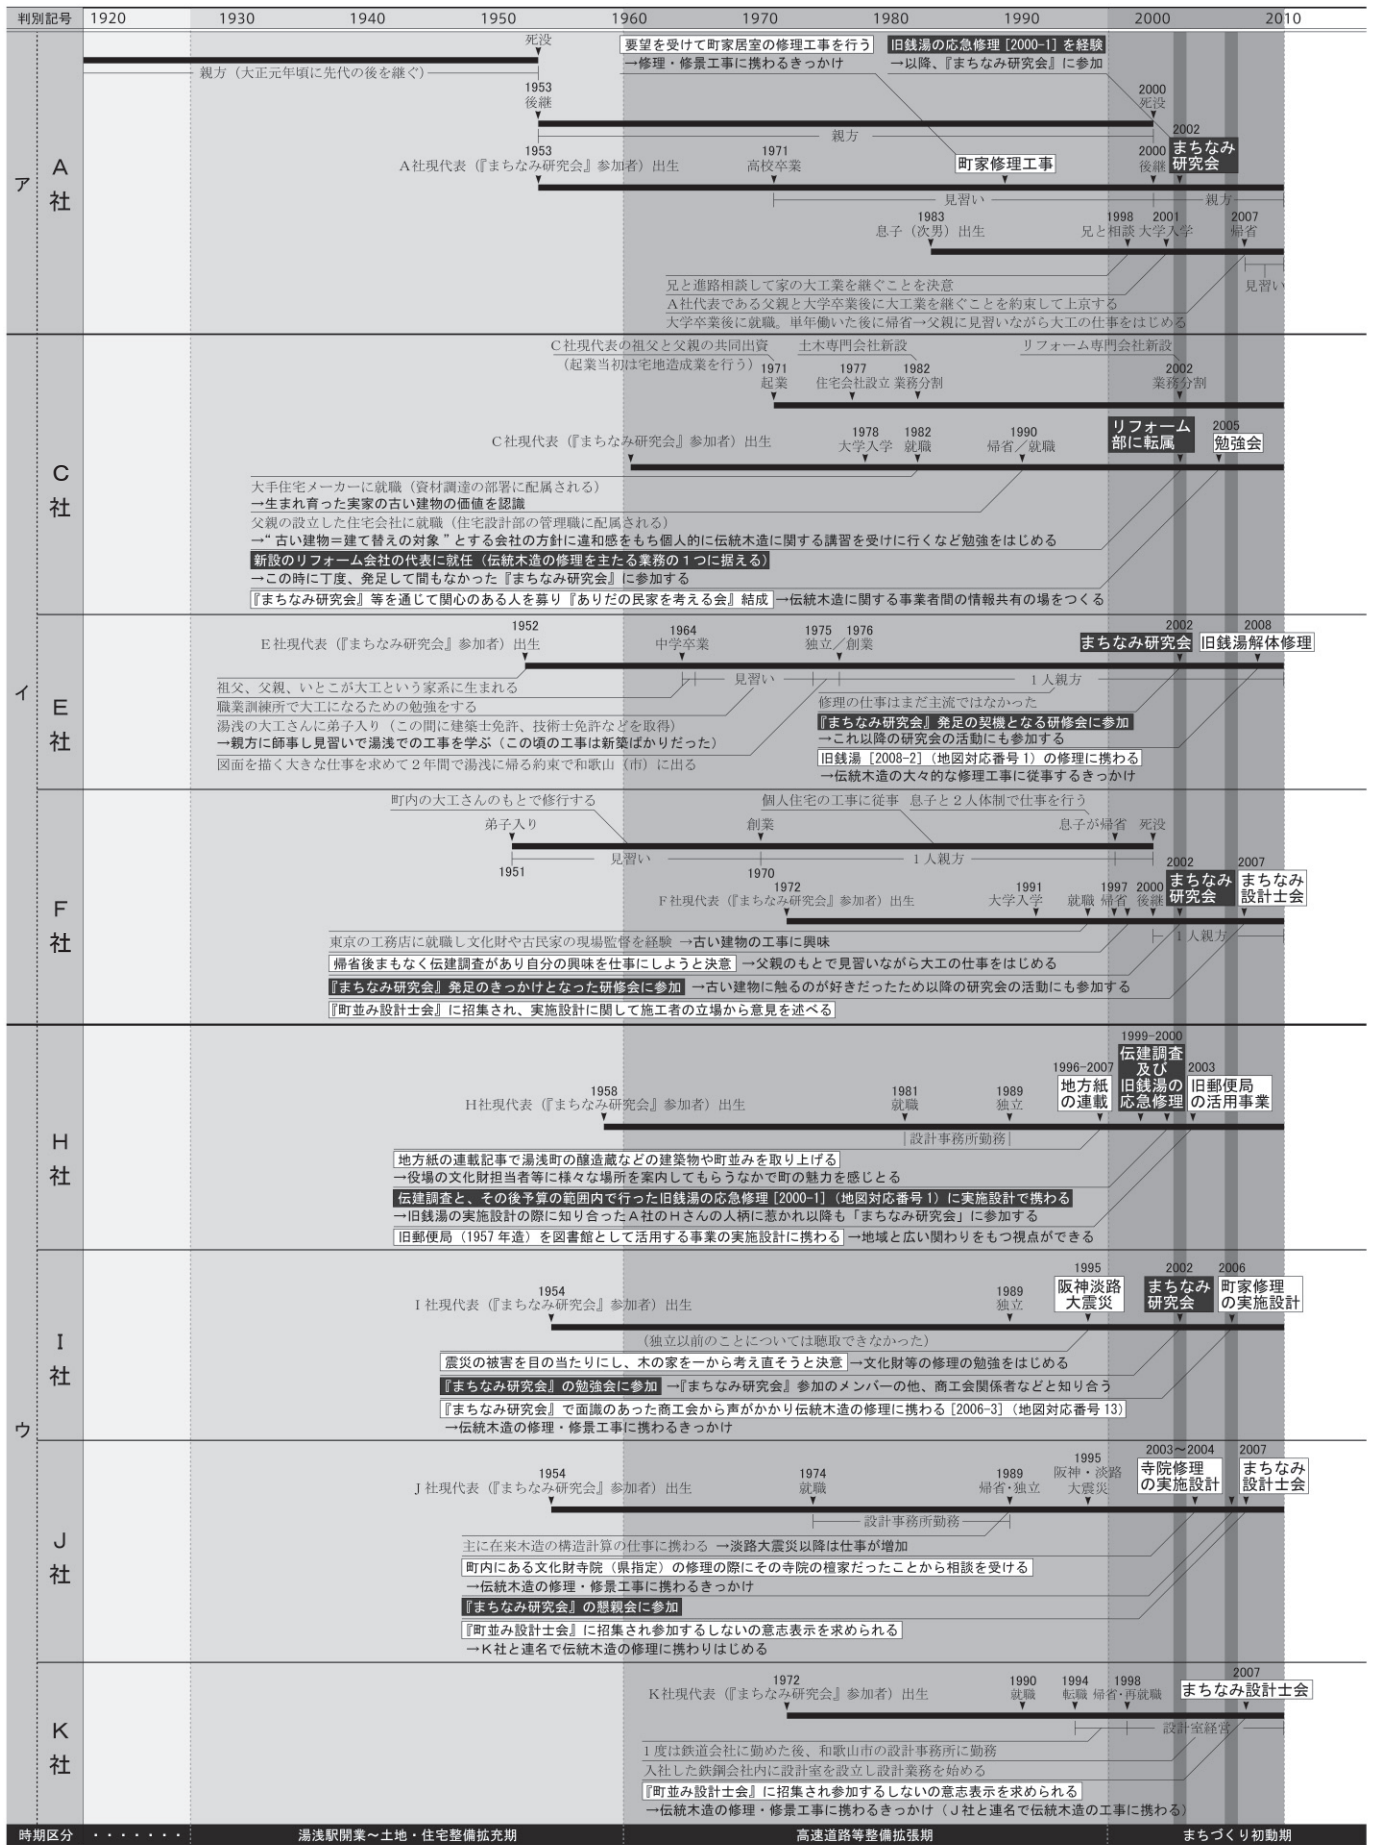 判別記号 1920 1930 1940 1950 1960 1970 1980 1990 2000 2010
ア
A
社
死没
親方（大正元年頃に先代の後を継ぐ）
要望を受けて町家居室の修理工事を行う
→修理・修景工事に携わるきっかけ
旧銭湯の応急修理 [2000-1] を経験
→以降、『まちなみ研究会』に参加
1953
後継
2000
死没
親方
1953
A社現代表（『まちなみ研究会』参加者）出生
1971
高校卒業
町家修理工事
2000
後継
2002
まちなみ
研究会
見習い
親方
1983
息子（次男）出生
1998
兄と相談
2001
大学入学
2007
帰省
見習い
兄と進路相談して家の大工業を継ぐことを決意
A社代表である父親と大学卒業後に大工業を継ぐことを約束して上京する
大学卒業後に就職。単年働いた後に帰省→父親に見習いながら大工の仕事をはじめる
イ
C
社
C社現代表の祖父と父親の共同出資
（起業当初は宅地造成業を行う）
土木専門会社新設
リフォーム専門会社新設
1971
起業
1977
住宅会社設立
1982
業務分割
2002
業務分割
C社現代表（『まちなみ研究会』参加者）出生
1978
大学入学
1982
就職
1990
帰省／就職
リフォーム
部に転属
2005
勉強会
大手住宅メーカーに就職（資材調達の部署に配属される）
→生まれ育った実家の古い建物の価値を認識
父親の設立した住宅会社に就職（住宅設計部の管理職に配属される）
→“古い建物＝建て替えの対象”とする会社の方針に違和感をもち個人的に伝統木造に関する講習を受けに行くなど勉強をはじめる
新設のリフォーム会社の代表に就任（伝統木造の修理を主たる業務の１つに据える）
→この時に丁度、発足して間もなかった『まちなみ研究会』に参加する
『まちなみ研究会』等を通じて関心のある人を募り『ありだの民家を考える会』結成 →伝統木造に関する事業者間の情報共有の場をつくる
E
社
1952
E社現代表（『まちなみ研究会』参加者）出生
1964
中学卒業
1975
独立／
1976
創業
2002
まちなみ研究会
2008
旧銭湯解体修理
見習い
１人親方
祖父、父親、いとこが大工という家系に生まれる
職業訓練所で大工になるための勉強をする
湯浅の大工さんに弟子入り（この間に建築士免許、技術士免許などを取得）
→親方に師事し見習いで湯浅での工事を学ぶ（この頃の工事は新築ばかりだった）
図面を描く大きな仕事を求めて２年間で湯浅に帰る約束で和歌山（市）に出る
修理の仕事はまだ主流ではなかった
『まちなみ研究会』発足の契機となる研修会に参加
→これ以降の研究会の活動にも参加する
旧銭湯 [2008-2]（地図対応番号 1）の修理に携わる
→伝統木造の大々的な修理工事に従事するきっかけ
F
社
町内の大工さんのもとで修行する
個人住宅の工事に従事
息子と２人体制で仕事を行う
弟子入り
創業
息子が帰省
死没
見習い
１人親方
1951
1970
1972
F社現代表（『まちなみ研究会』参加者）出生
1991
大学入学
就職
1997
帰省
2000
後継
2002
まちなみ
研究会
2007
まちなみ
設計士会
１人親方
東京の工務店に就職し文化財や古民家の現場監督を経験 →古い建物の工事に興味
帰省後まもなく伝建調査があり自分の興味を仕事にしようと決意 →父親のもとで見習いながら大工の仕事をはじめる
『まちなみ研究会』発足のきっかけとなった研修会に参加 →古い建物に触るのが好きだったため以降の研究会の活動にも参加する
『町並み設計士会』に招集され、実施設計に関して施工者の立場から意見を述べる
ウ
H
社
1958
H社現代表（『まちなみ研究会』参加者）出生
1981
就職
1989
独立
1996-2007
地方紙
の連載
1999-2000
伝建調査
及び
旧銭湯の
応急修理
2003
旧郵便局
の活用事業
設計事務所勤務
地方紙の連載記事で湯浅町の醸造蔵などの建築物や町並みを取り上げる
→役場の文化財担当者等に様々な場所を案内してもらうなかで町の魅力を感じとる
伝建調査と、その後予算の範囲内で行った旧銭湯の応急修理 [2000-1]（地図対応番号 1）に実施設計で携わる
→旧銭湯の実施設計の際に知り合ったA社のHさんの人柄に惹かれ以降も「まちなみ研究会」に参加する
旧郵便局（1957 年造）を図書館として活用する事業の実施設計に携わる →地域と広い関わりをもつ視点ができる
I
社
1954
I社現代表（『まちなみ研究会』参加者）出生
1989
独立
1995
阪神淡路
大震災
2002
まちなみ
研究会
2006
町家修理
の実施設計
（独立以前のことについては聴取できなかった）
震災の被害を目の当たりにし、木の家を一から考え直そうと決意 →文化財等の修理の勉強をはじめる
『まちなみ研究会』の勉強会に参加 →『まちなみ研究会』参加のメンバーの他、商工会関係者などと知り合う
『まちなみ研究会』で面識のあった商工会から声がかかり伝統木造の修理に携わる [2006-3]（地図対応番号 13）
→伝統木造の修理・修景工事に携わるきっかけ
J
社
1954
J社現代表（『まちなみ研究会』参加者）出生
1974
就職
1989
帰省・独立
1995
阪神・淡路
大震災
2003〜2004
寺院修理
の実施設計
2007
まちなみ
設計士会
設計事務所勤務
主に在来木造の構造計算の仕事に携わる →淡路大震災以降は仕事が増加
町内にある文化財寺院（県指定）の修理の際にその寺院の檀家だったことから相談を受ける
→伝統木造の修理・修景工事に携わるきっかけ
『まちなみ研究会』の懇親会に参加
『町並み設計士会』に招集され参加するしないの意志表示を求められる
→K社と連名で伝統木造の修理に携わりはじめる
K
社
1972
K社現代表（『まちなみ研究会』参加者）出生
1990
就職
1994
転職
1998
帰省・再就職
2007
まちなみ設計士会
設計室経営
１度は鉄道会社に勤めた後、和歌山市の設計事務所に勤務
入社した鉄鋼会社内に設計室を設立し設計業務を始める
『町並み設計士会』に招集され参加するしないの意志表示を求められる
→伝統木造の修理・修景工事に携わるきっかけ（J社と連名で伝統木造の工事に携わる）
時期区分 ・・・・・・・ 湯浅駅開業〜土地・住宅整備拡充期 高速道路等整備拡張期 まちづくり初動期